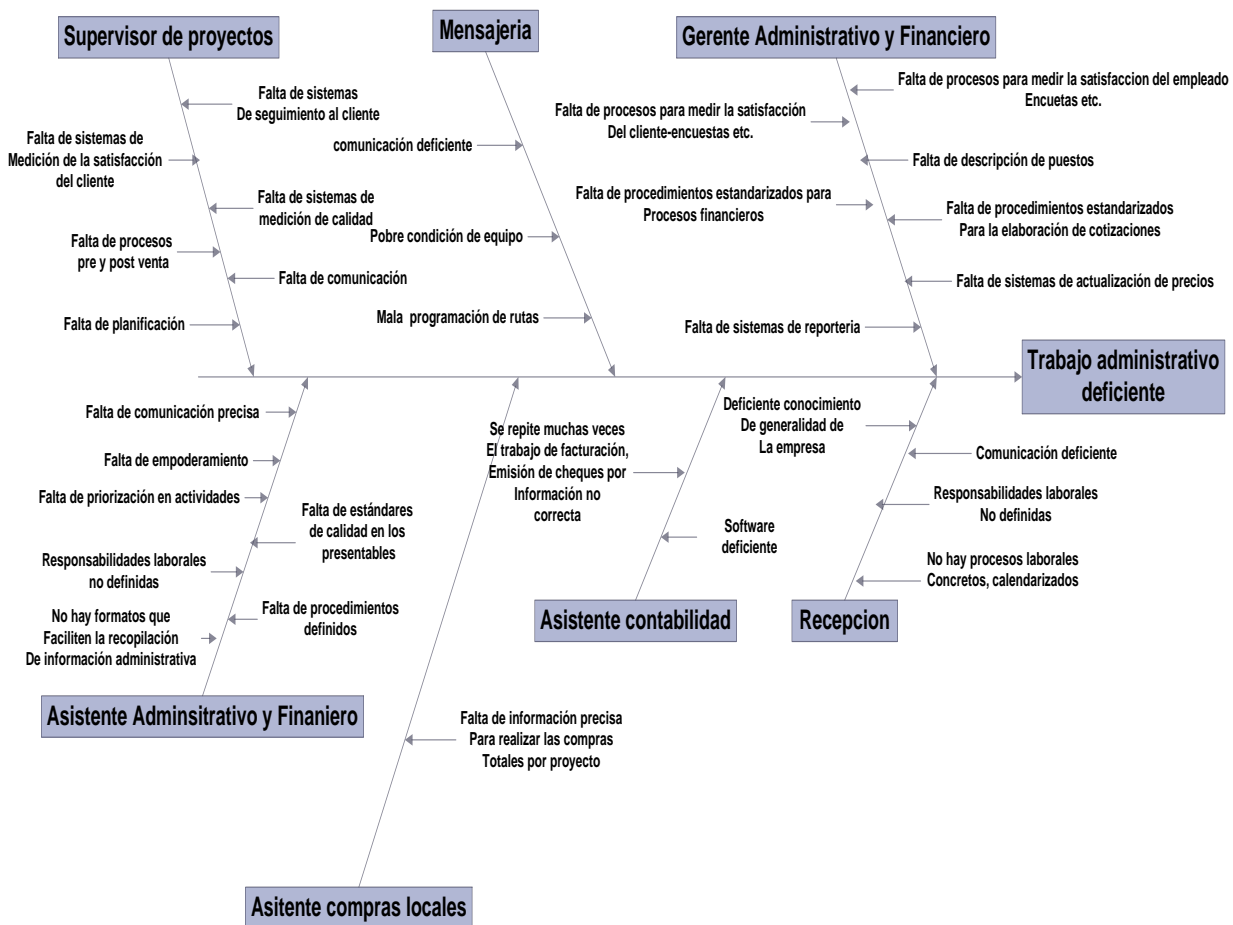 Supervisor de proyectos
Mensajeria
Gerente Administrativo y Financiero
Falta de sistemas
De seguimiento al cliente
Falta de sistemas de
Medición de la satisfacción
del cliente
Falta de sistemas de
medición de calidad
Falta de procesos
pre y post venta
Falta de comunicación
Falta de planificación
comunicación deficiente
Pobre condición de equipo
Mala programación de rutas
Falta de procesos para medir la satisfaccion del empleado
Encuetas etc.
Falta de procesos para medir la satisfacción
Del cliente-encuestas etc.
Falta de descripción de puestos
Falta de procedimientos estandarizados para
Procesos financieros
Falta de procedimientos estandarizados
Para la elaboración de cotizaciones
Falta de sistemas de actualización de precios
Falta de sistemas de reporteria
Trabajo administrativo
deficiente
Falta de comunicación precisa
Falta de empoderamiento
Falta de priorización en actividades
Falta de estándares
de calidad en los
presentables
Responsabilidades laborales
no definidas
Falta de procedimientos
definidos
No hay formatos que
Faciliten la recopilación
De información administrativa
Asistente Adminsitrativo y Finaniero
Falta de información precisa
Para realizar las compras
Totales por proyecto
Asitente compras locales
Se repite muchas veces
El trabajo de facturación,
Emisión de cheques por
Información no
correcta
Software
deficiente
Asistente contabilidad
Deficiente conocimiento
De generalidad de
La empresa
Comunicación deficiente
Responsabilidades laborales
No definidas
No hay procesos laborales
Concretos, calendarizados
Recepcion